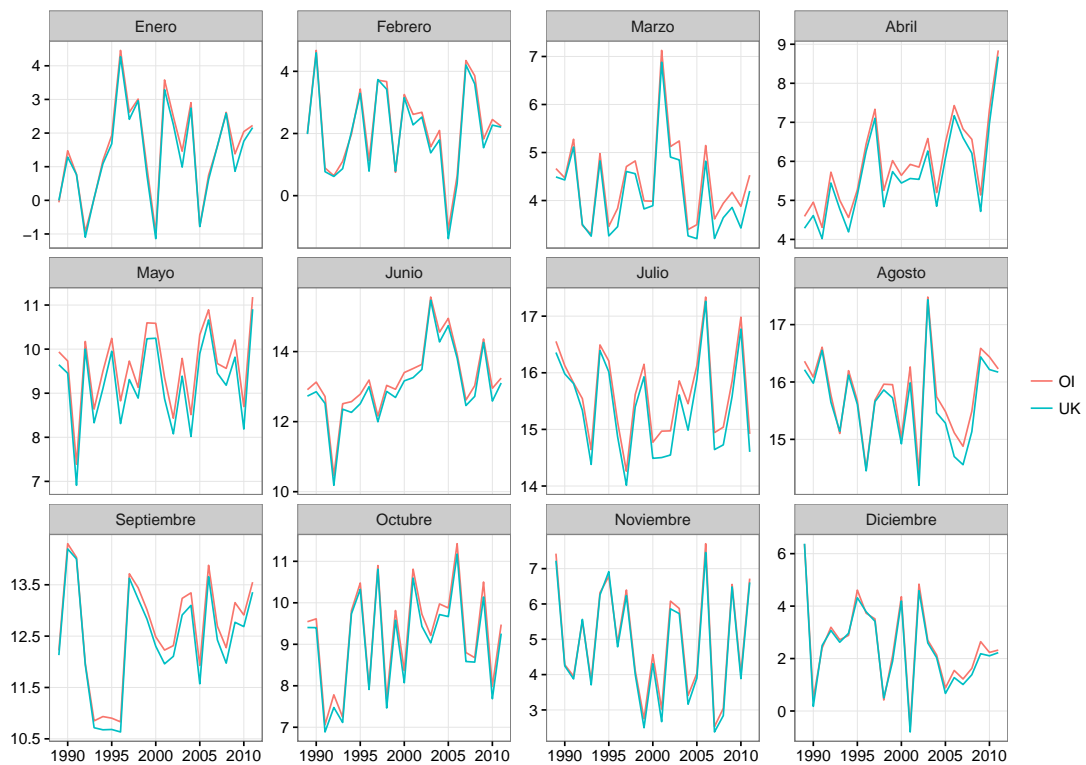 Enero Febrero Marzo Abril
4 3 2 1 0 −1
4 2 0
7 6 5 4
9 8 7 6 5 4
Mayo Junio Julio Agosto
11 10 9 8 7
14 12 10
17 16 15 14
17 16 15
OI
UK
Septiembre Octubre Noviembre Diciembre
13.5 12.5 11.5 10.5
11 10 9 8 7
7 6 5 4 3
6 4 2 0
1990 1995 2000 2005 2010 1990 1995 2000 2005 2010 1990 1995 2000 2005 2010 1990 1995 2000 2005 2010